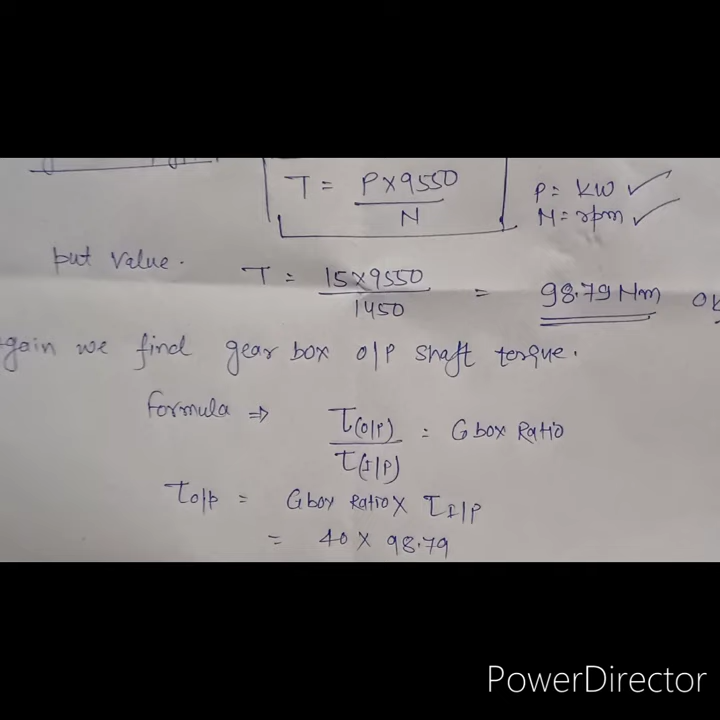 T = P×9550 / N
P = KW ✓
N = rpm ✓
put value.
T = 15×9550 / 1450 = 98.79 Nm
gain we find gear box o/p shaft torque.
formula ⇒ T(O/P) / T(I/P) = G box Ratio
To/p = G box Ratio × TI/P
= 40 × 98.79
PowerDirector